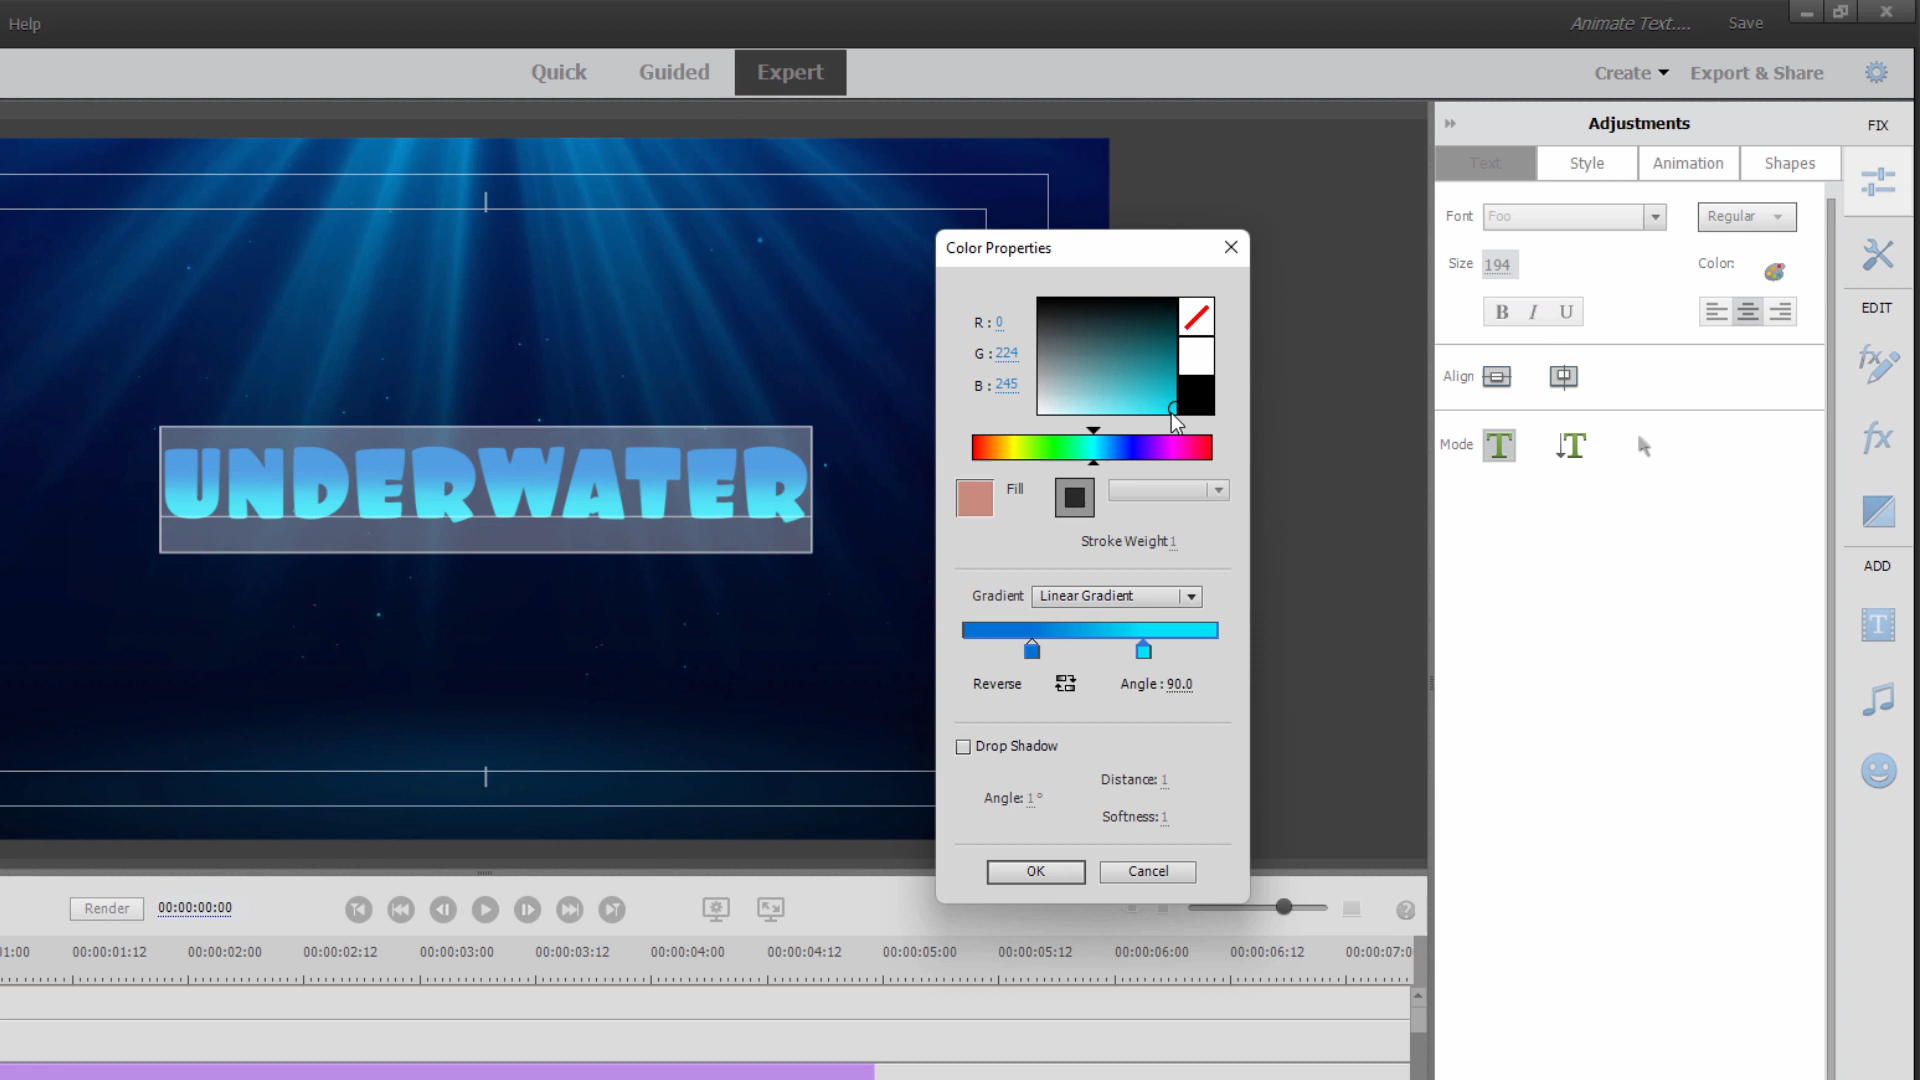 Help
Animate Text....
Save
Quick
Guided
Expert
Create
Export & Share
Adjustments
FIX
Text
Style
Animation
Shapes
Font
Foo
Regular
Size
194
Color:
B
I
U
EDIT
Align
Mode
T
T
ADD
Color Properties
R : 0
G : 224
B : 245
Fill
Stroke Weight 1
Gradient
Linear Gradient
Reverse
Angle : 90.0
Drop Shadow
Distance: 1
Angle: 1 °
Softness: 1
OK
Cancel
UNDERWATER
fx
fx
T
Render
00:00:00:00
?
1:00
00:00:01:12
00:00:02:00
00:00:02:12
00:00:03:00
00:00:03:12
00:00:04:00
00:00:04:12
00:00:05:00
00:00:05:12
00:00:06:00
00:00:06:12
00:00:07:0